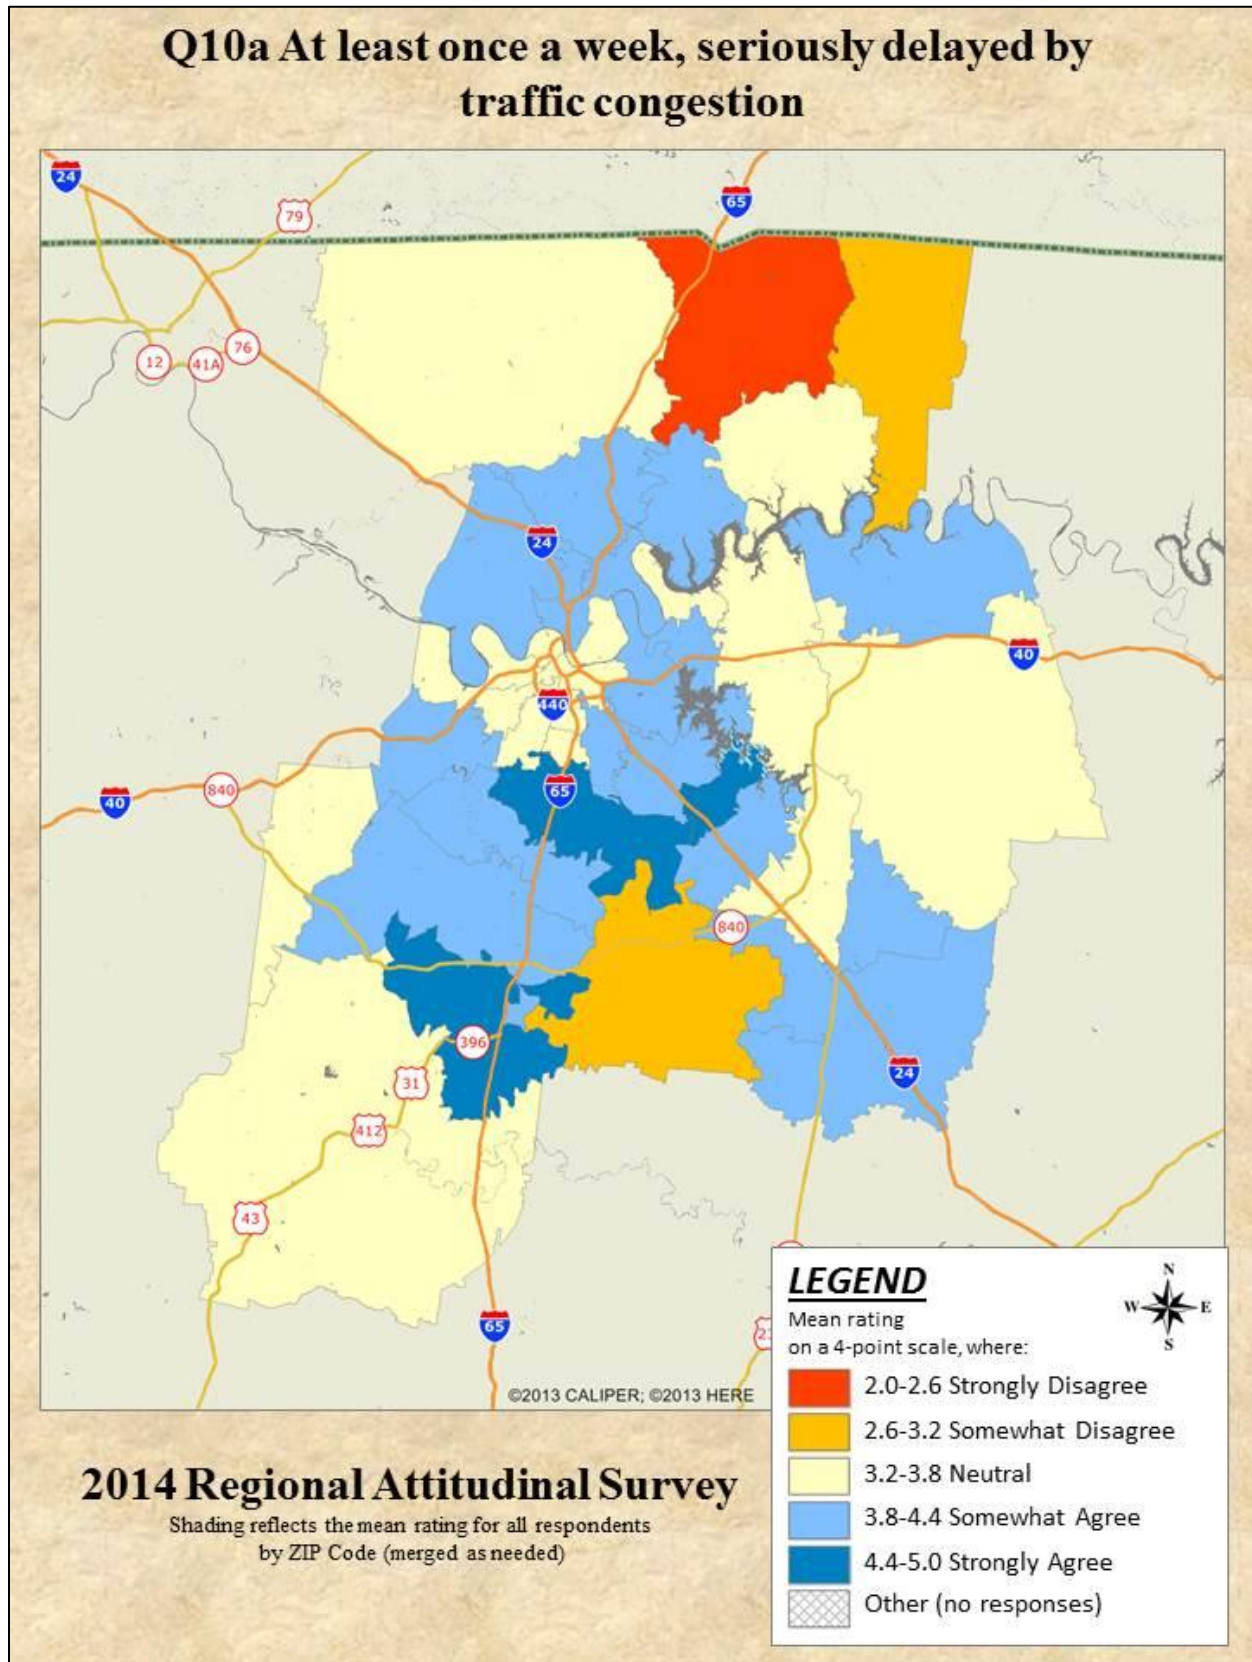 Q10a At least once a week, seriously delayed by
traffic congestion
24
79
65
12
41A
76
24
40
440
840
40
65
840
396
31
24
412
43
65
©2013 CALIPER; ©2013 HERE
LEGEND
N
W E
S
Mean rating
on a 4-point scale, where:
2.0-2.6 Strongly Disagree
2.6-3.2 Somewhat Disagree
3.2-3.8 Neutral
3.8-4.4 Somewhat Agree
4.4-5.0 Strongly Agree
Other (no responses)
2014 Regional Attitudinal Survey
Shading reflects the mean rating for all respondents
by ZIP Code (merged as needed)